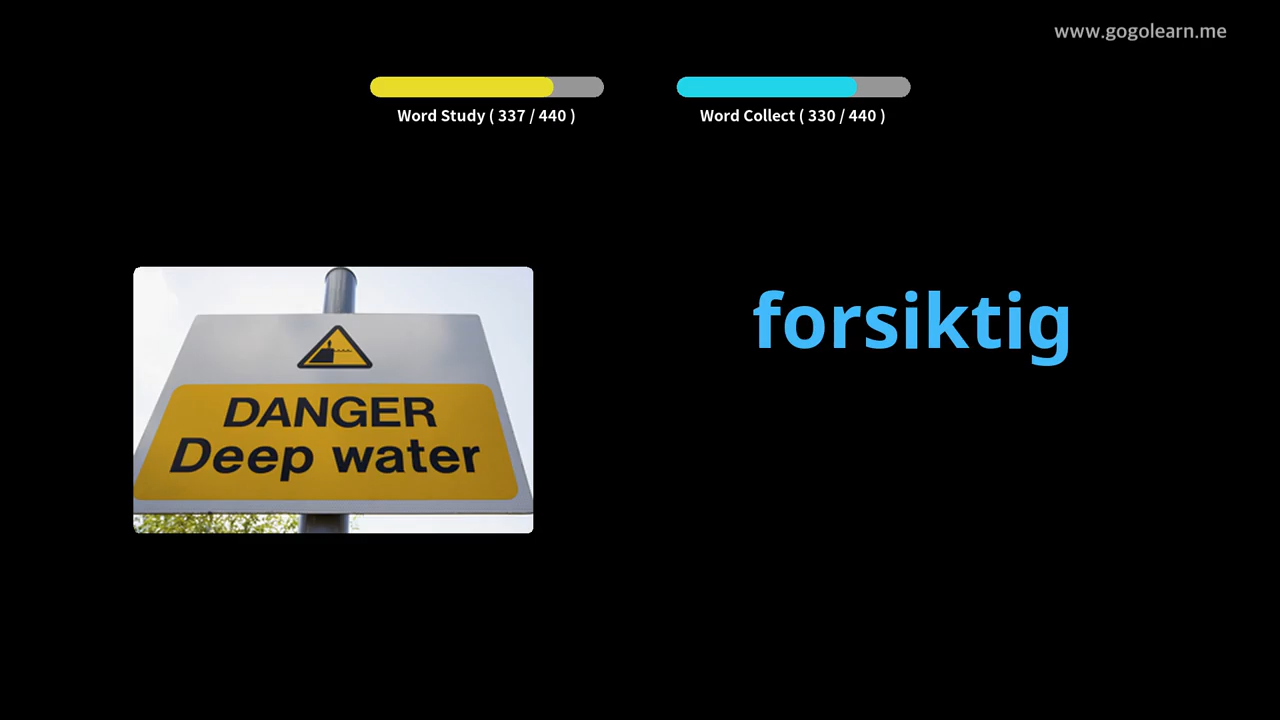 www.gogolearn.me
Word Study ( 337 / 440 )
Word Collect ( 330 / 440 )
DANGER
Deep water
forsiktig